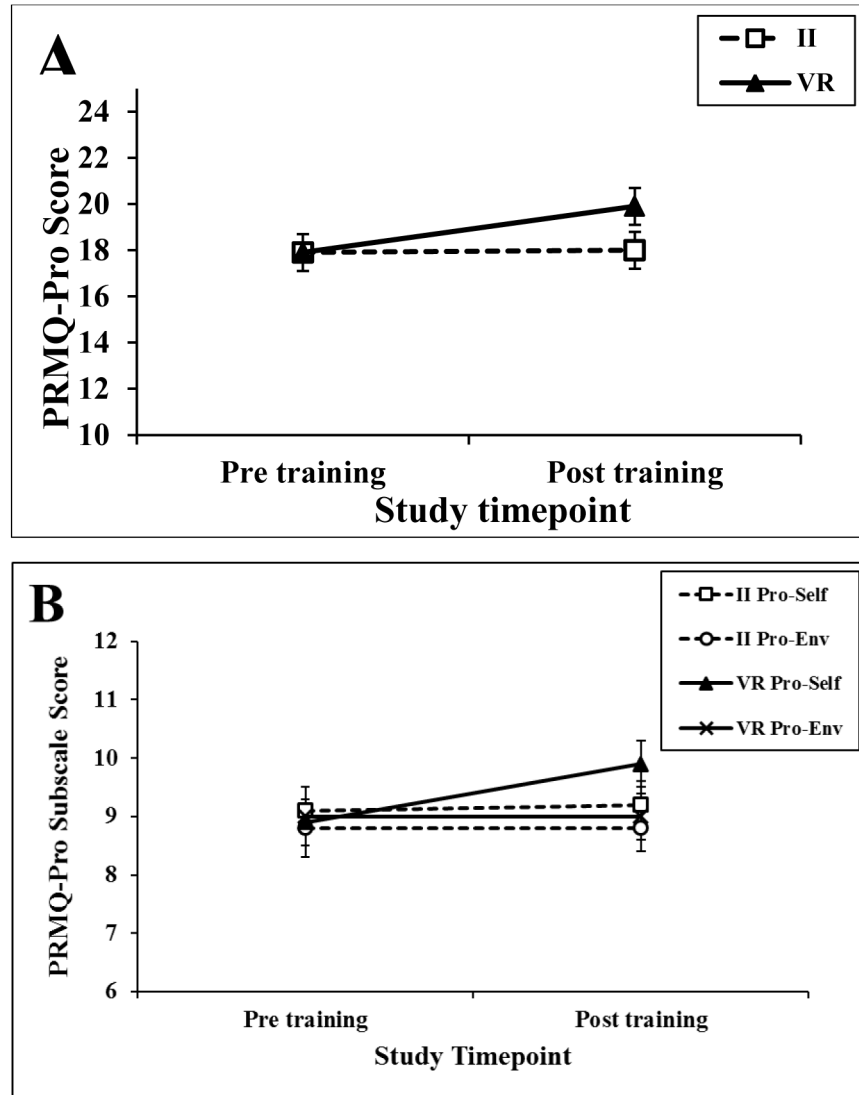 A
II
VR
PRMQ-Pro Score
24
22
20
18
16
14
12
10
Pre training
Post training
Study timepoint
B
II Pro-Self
II Pro-Env
VR Pro-Self
VR Pro-Env
PRMQ-Pro Subscale Score
12
11
10
9
8
7
6
Pre training
Post training
Study Timepoint